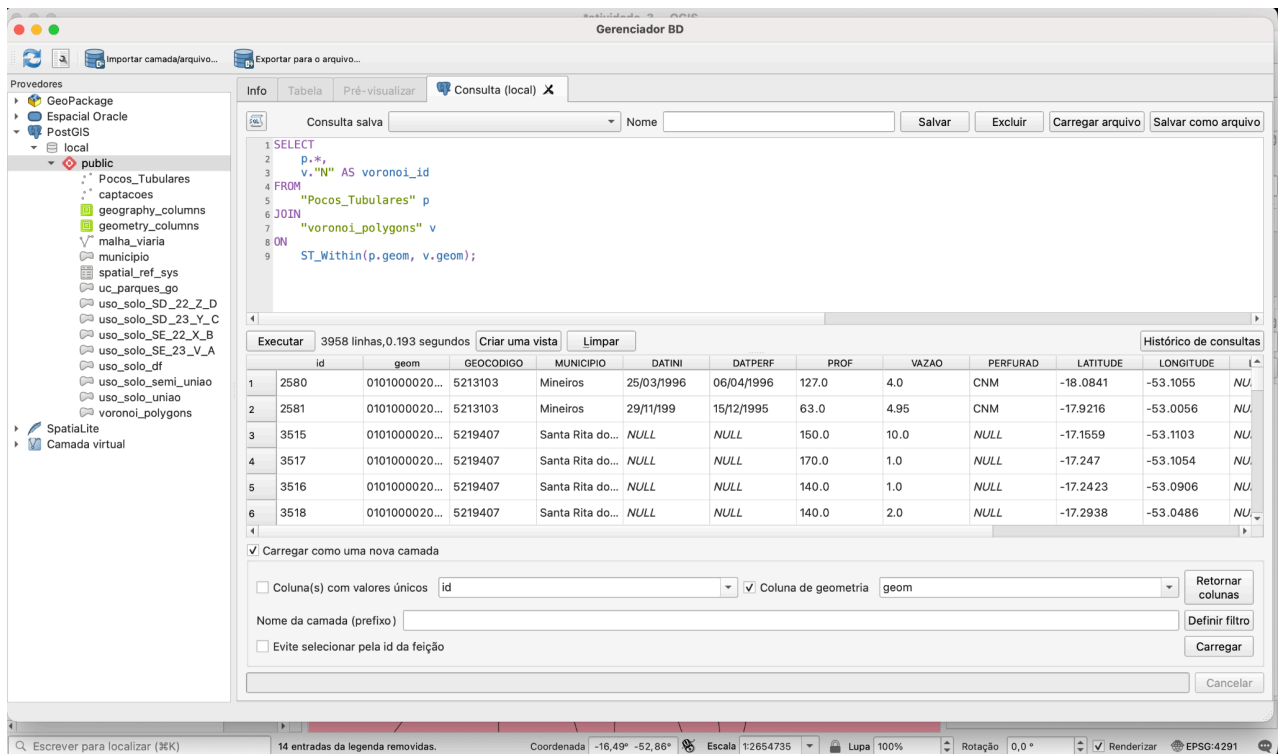 Gerenciador BD
Importar camada/arquivo... Exportar para o arquivo...
Provedores
GeoPackage
Espacial Oracle
PostGIS
local
public
Pocos_Tubulares
captacoes
geography_columns
geometry_columns
malha_viaria
municipio
spatial_ref_sys
uc_parques_go
uso_solo_SD_22_Z_D
uso_solo_SD_23_Y_C
uso_solo_SE_22_X_B
uso_solo_SE_23_V_A
uso_solo_df
uso_solo_semi_uniao
uso_solo_uniao
voronoi_polygons
SpatiaLite
Camada virtual
Info Tabela Pré-visualizar Consulta (local)
Consulta salva Nome Salvar Excluir Carregar arquivo Salvar como arquivo
1 SELECT
2 p.*,
3 v."N" AS voronoi_id
4 FROM
5 "Pocos_Tubulares" p
6 JOIN
7 "voronoi_polygons" v
8 ON
9 ST_Within(p.geom, v.geom);
Executar 3958 linhas,0.193 segundos Criar uma vista Limpar Histórico de consultas
id geom GEOCODIGO MUNICIPIO DATINI DATPERF PROF VAZAO PERFURAD LATITUDE LONGITUDE
1 2580 0101000020... 5213103 Mineiros 25/03/1996 06/04/1996 127.0 4.0 CNM -18.0841 -53.1055 NU
2 2581 0101000020... 5213103 Mineiros 29/11/199 15/12/1995 63.0 4.95 CNM -17.9216 -53.0056 NU
3 3515 0101000020... 5219407 Santa Rita do... NULL NULL 150.0 10.0 NULL -17.1559 -53.1103 NU
4 3517 0101000020... 5219407 Santa Rita do... NULL NULL 170.0 1.0 NULL -17.247 -53.1054 NU
5 3516 0101000020... 5219407 Santa Rita do... NULL NULL 140.0 1.0 NULL -17.2423 -53.0906 NU
6 3518 0101000020... 5219407 Santa Rita do... NULL NULL 140.0 2.0 NULL -17.2938 -53.0486 NU
Carregar como uma nova camada
Coluna(s) com valores únicos id Coluna de geometria geom Retornar colunas
Nome da camada (prefixo) Definir filtro
Evite selecionar pela id da feição Carregar
Cancelar
Escrever para localizar (⌘K) 14 entradas da legenda removidas. Coordenada -16,49° -52,86° Escala 1:2654735 Lupa 100% Rotação 0,0 ° Renderizar EPSG:4291